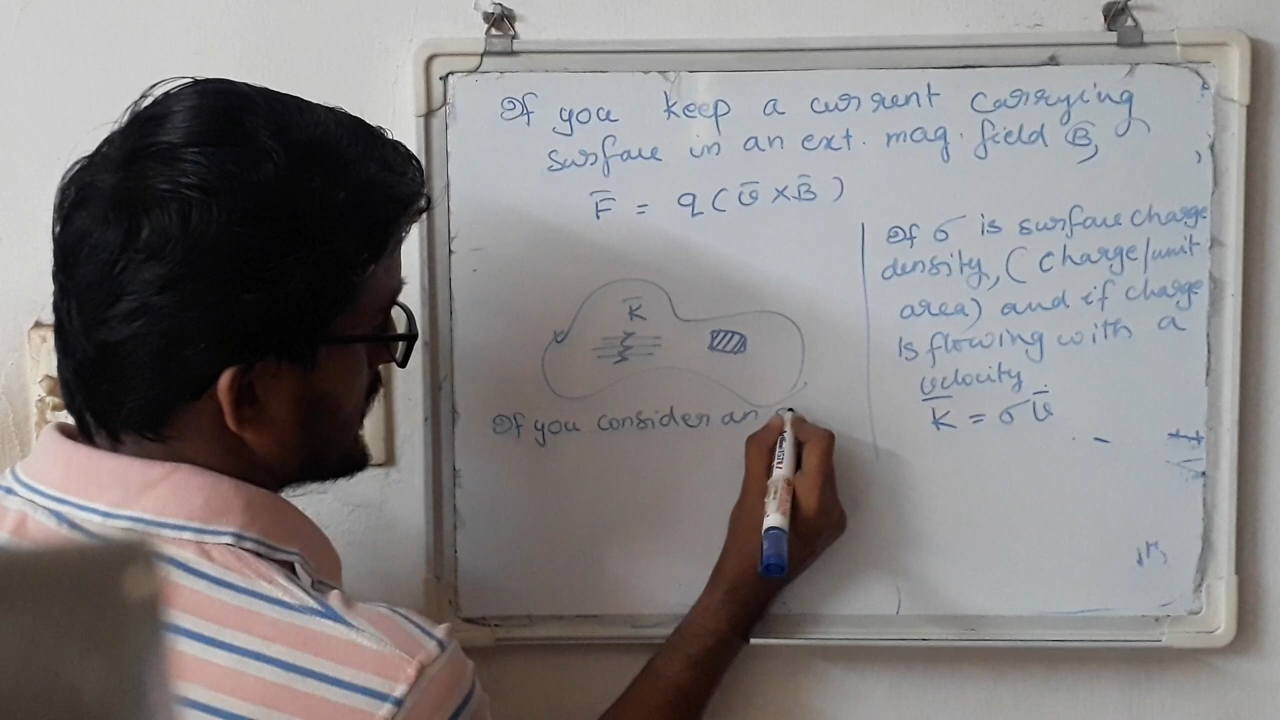 If you keep a current carrying
surface in an ext. mag. field B̅,
F̅ = q(v̅ × B̅)
K̅
If you consider an
If σ is surface charge
density, (charge/unit
area) and if charge
is flowing with a
velocity
K̅ = σv̅